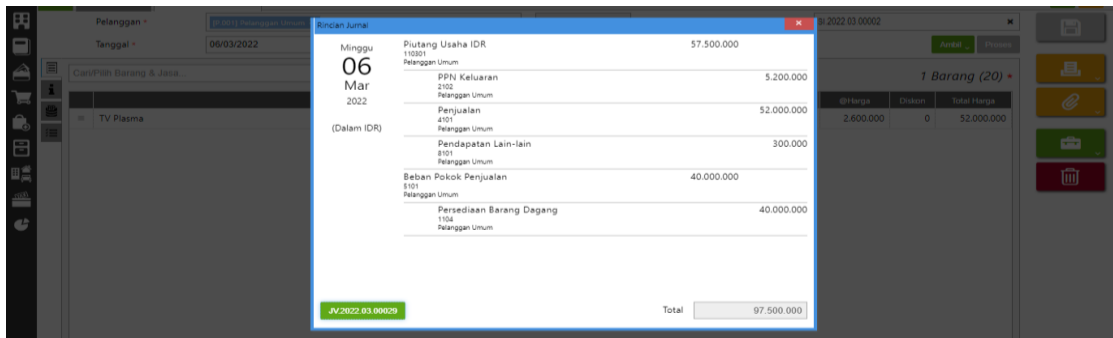 Pelanggan *
[P.001] Pelanggan Umum
SI.2022.03.00002
Tanggal *
06/03/2022
Ambil
Proses
Cari/Pilih Barang & Jasa...
1 Barang (20) *
@Harga Diskon Total Harga
TV Plasma 2.600.000 0 52.000.000
Rincian Jurnal
Minggu
06
Mar
2022
(Dalam IDR)
Piutang Usaha IDR 57.500.000
110301
Pelanggan Umum
PPN Keluaran 5.200.000
2102
Pelanggan Umum
Penjualan 52.000.000
4101
Pelanggan Umum
Pendapatan Lain-lain 300.000
8101
Pelanggan Umum
Beban Pokok Penjualan 40.000.000
5101
Pelanggan Umum
Persediaan Barang Dagang 40.000.000
1104
Pelanggan Umum
JV.2022.03.00029
Total 97.500.000